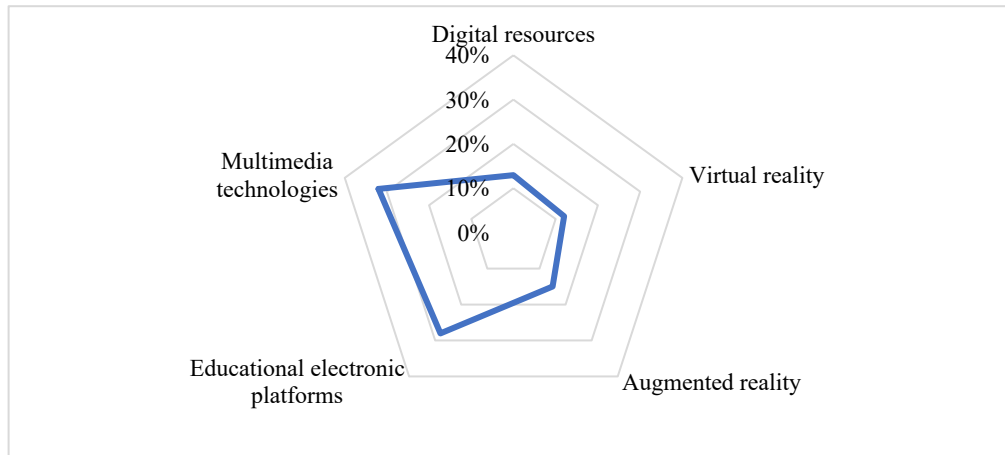 Digital resources
40%
30%
20%
10%
0%
Multimedia
technologies
Virtual reality
Educational electronic
platforms
Augmented reality